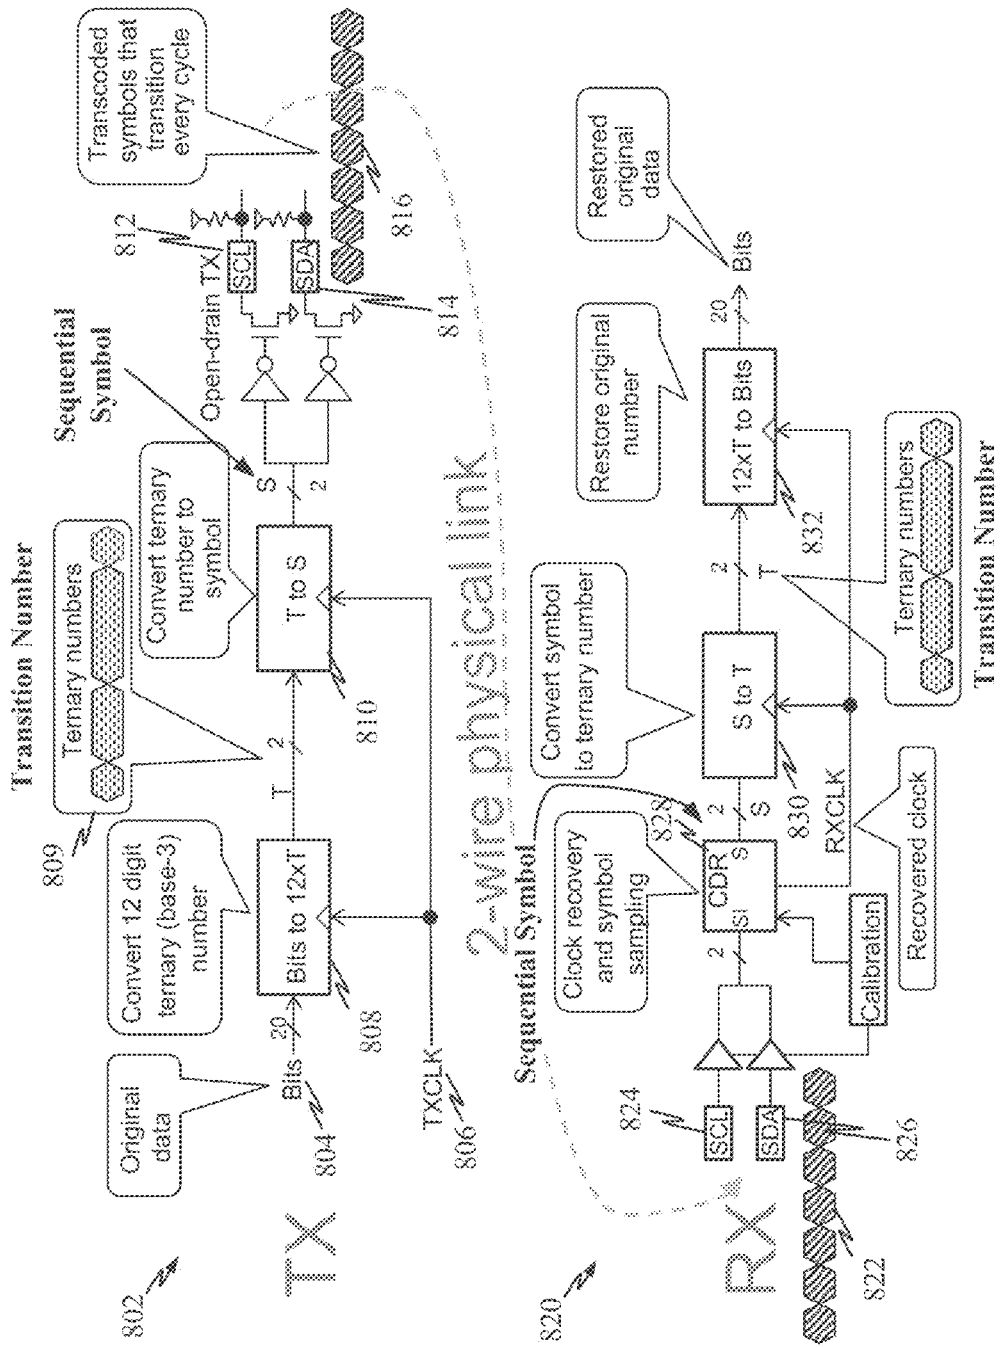 802
TX
Original
data
Bits
804
20
TXCLK
806
Convert 12 digit
ternary (base-3)
number
Bits to 12xT
808
809
Transition Number
Ternary numbers
T
2
Convert ternary
number to
symbol
T to S
810
Sequential
Symbol
S
2
Open-drain TX
812
SCL
SDA
814
Transcoded
symbols that
transition
every cycle
816
2-wire physical link
820
RX
822
824
SCL
SDA
826
Sequential Symbol
Clock recovery
and symbol
sampling
2
CDR
SI
S
828
2
S
Calibration
Recovered clock
RXCLK
Convert symbol
to ternary number
S to T
830
2
T
Ternary numbers
Transition Number
Restore original
number
12xT to Bits
832
20
Bits
Restored
original
data